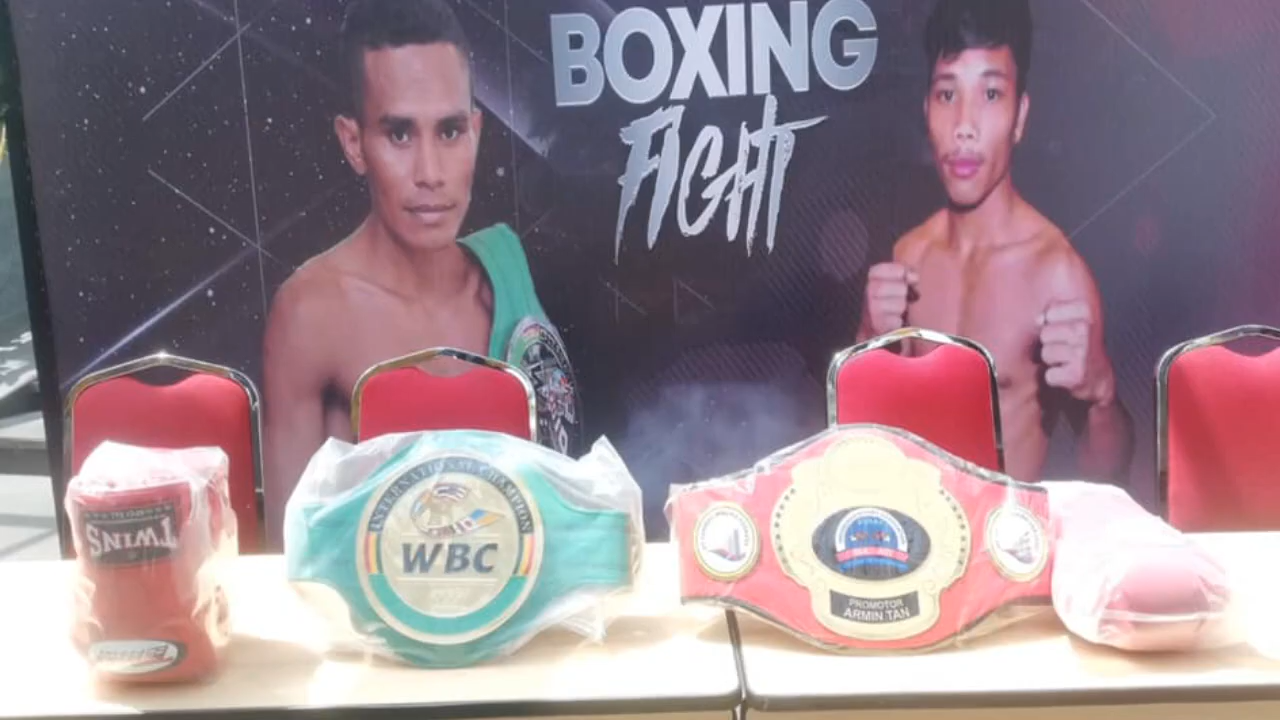 BOXING
FIGHT
TWINS
INTERNATIONAL CHAMPION
WBC
PROMOTOR
ARMIN TAN